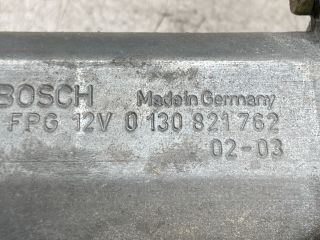 BOSCH Made in Germany
FPG 12V 0 130 821 762
02-03